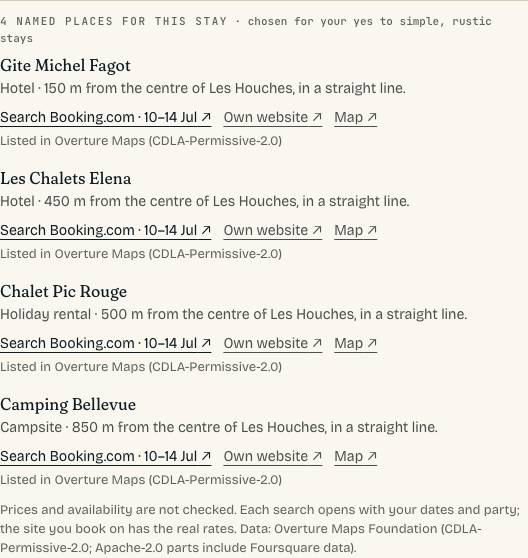 4 NAMED PLACES FOR THIS STAY · chosen for your yes to simple, rustic
stays
Gite Michel Fagot
Hotel · 150 m from the centre of Les Houches, in a straight line.
Search Booking.com · 10–14 Jul ↗ Own website ↗ Map ↗
Listed in Overture Maps (CDLA-Permissive-2.0)
Les Chalets Elena
Hotel · 450 m from the centre of Les Houches, in a straight line.
Search Booking.com · 10–14 Jul ↗ Own website ↗ Map ↗
Listed in Overture Maps (CDLA-Permissive-2.0)
Chalet Pic Rouge
Holiday rental · 500 m from the centre of Les Houches, in a straight line.
Search Booking.com · 10–14 Jul ↗ Own website ↗ Map ↗
Listed in Overture Maps (CDLA-Permissive-2.0)
Camping Bellevue
Campsite · 850 m from the centre of Les Houches, in a straight line.
Search Booking.com · 10–14 Jul ↗ Own website ↗ Map ↗
Listed in Overture Maps (CDLA-Permissive-2.0)
Prices and availability are not checked. Each search opens with your dates and party;
the site you book on has the real rates. Data: Overture Maps Foundation (CDLA-
Permissive-2.0; Apache-2.0 parts include Foursquare data).